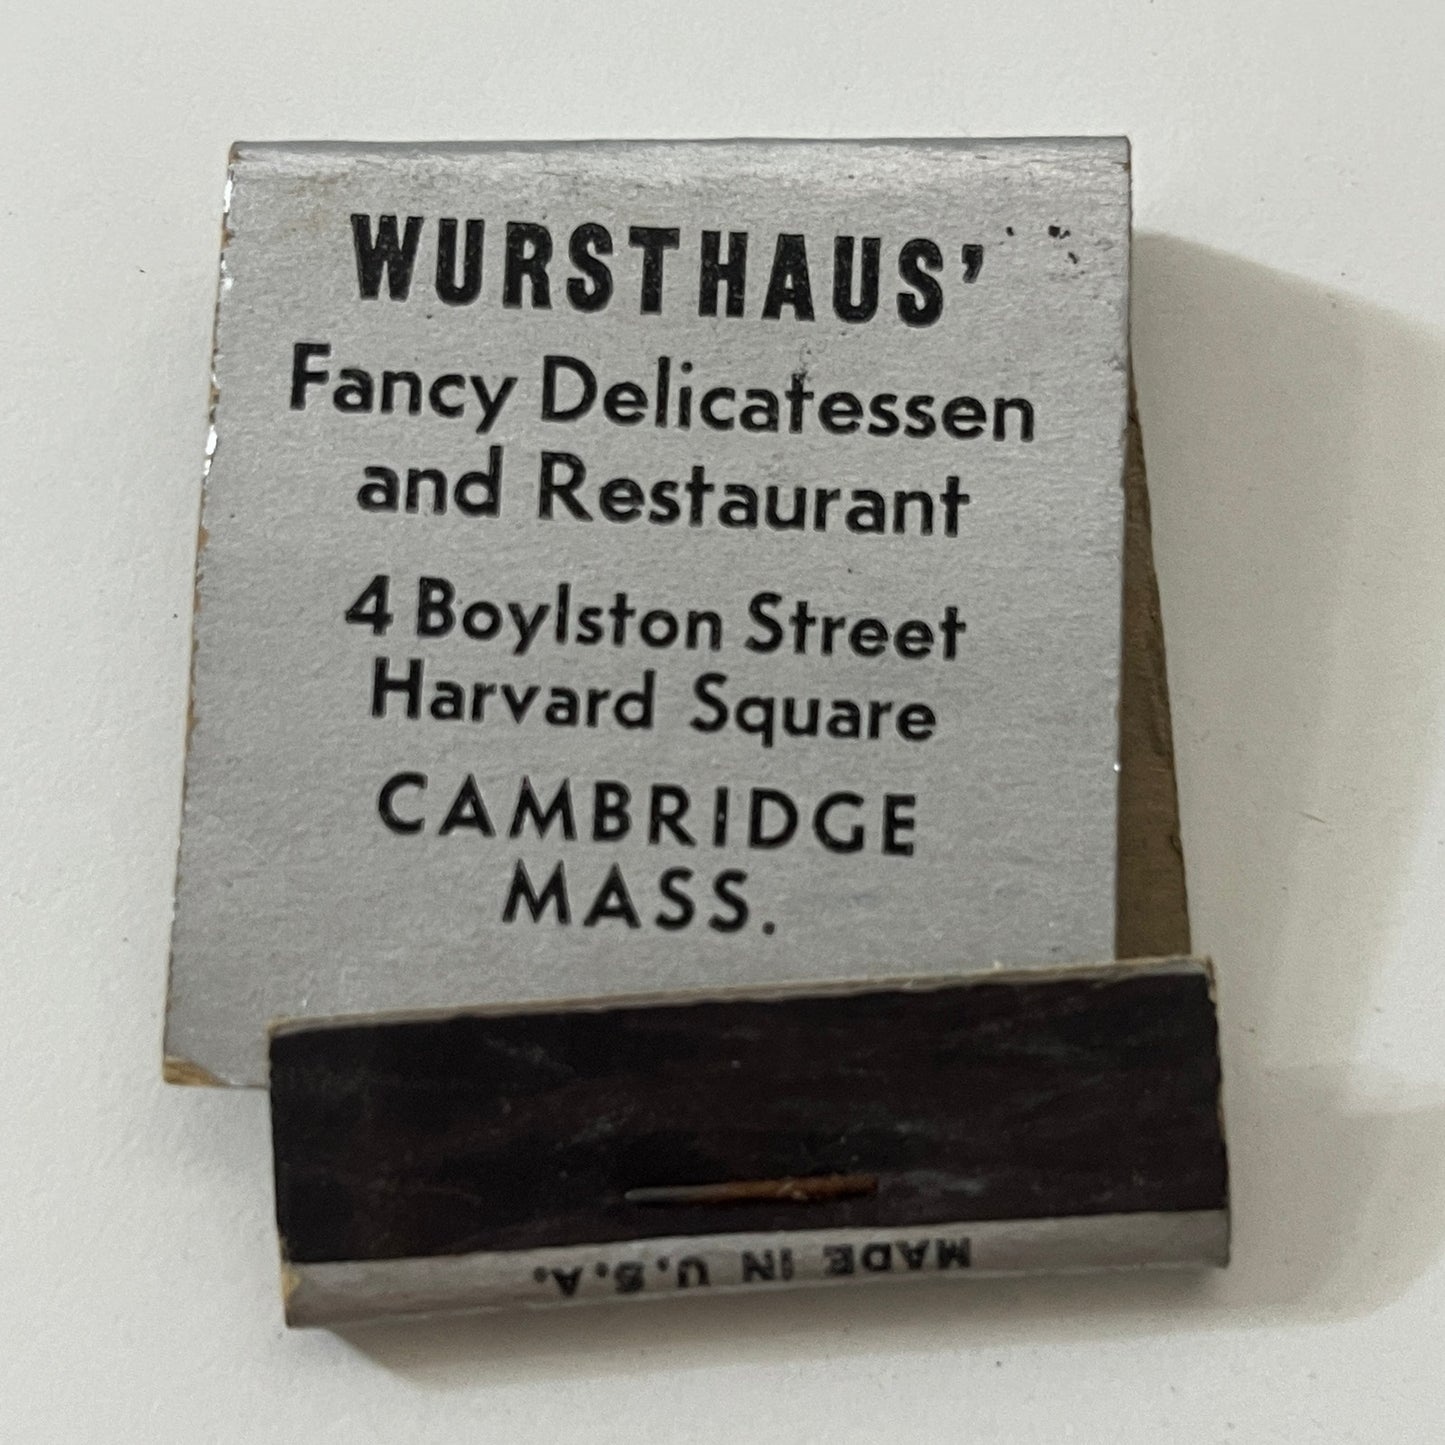 WURSTHAUS'
Fancy Delicatessen
and Restaurant
4 Boylston Street
Harvard Square
CAMBRIDGE
MASS.
MADE IN U.S.A.